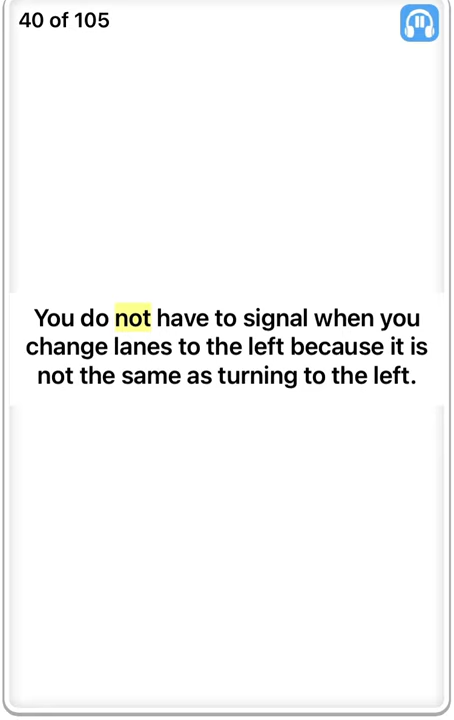 40 of 105
You do not have to signal when you
change lanes to the left because it is
not the same as turning to the left.